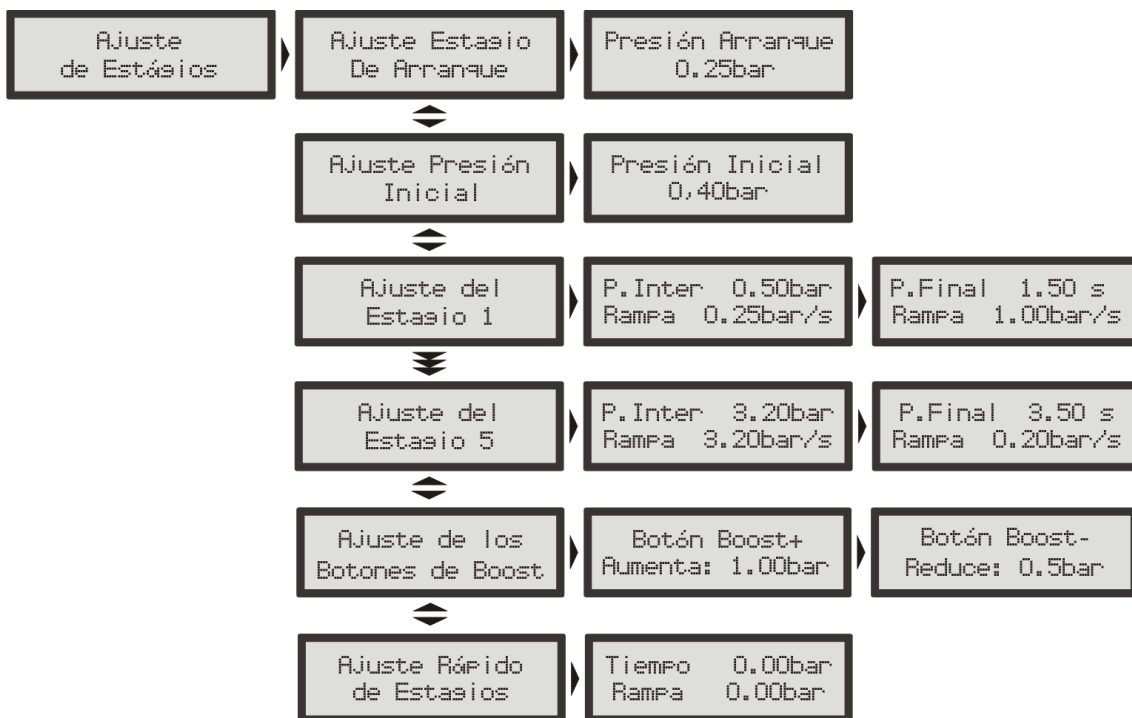 Ajuste
de Estágios
Ajuste Estagio
De Arranque
Presión Arranque
0.25bar
Ajuste Presión
Inicial
Presión Inicial
0,40bar
Ajuste del
Estagio 1
P.Inter 0.50bar
Rampa 0.25bar/s
P.Final 1.50 s
Rampa 1.00bar/s
Ajuste del
Estagio 5
P.Inter 3.20bar
Rampa 3.20bar/s
P.Final 3.50 s
Rampa 0.20bar/s
Ajuste de los
Botones de Boost
Botón Boost+
Aumenta: 1.00bar
Botón Boost-
Reduce: 0.5bar
Ajuste Rápido
de Estagios
Tiempo 0.00bar
Rampa 0.00bar